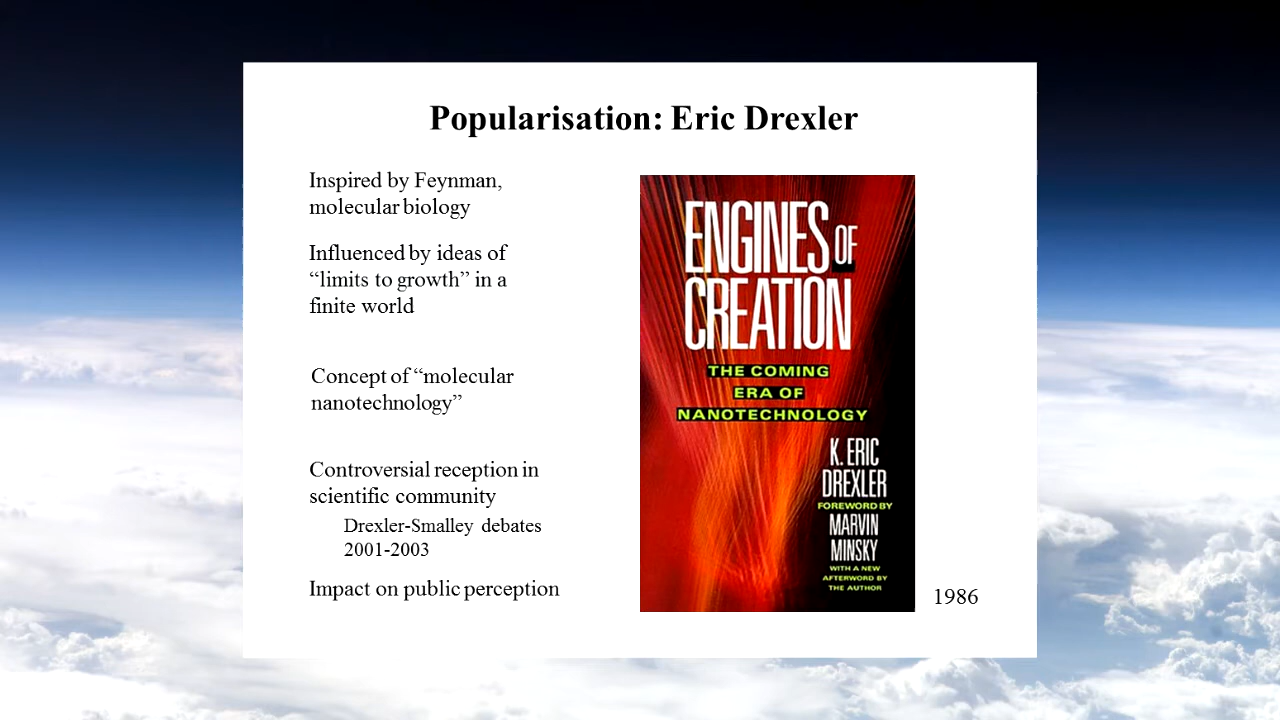 Popularisation: Eric Drexler
Inspired by Feynman,
molecular biology
Influenced by ideas of
“limits to growth” in a
finite world
Concept of “molecular
nanotechnology”
Controversial reception in
scientific community
Drexler-Smalley debates
2001-2003
Impact on public perception
ENGINES OF
CREATION
THE COMING
ERA OF
NANOTECHNOLOGY
K. ERIC
DREXLER
FOREWORD BY
MARVIN
MINSKY
WITH A NEW
AFTERWORD BY
THE AUTHOR
1986